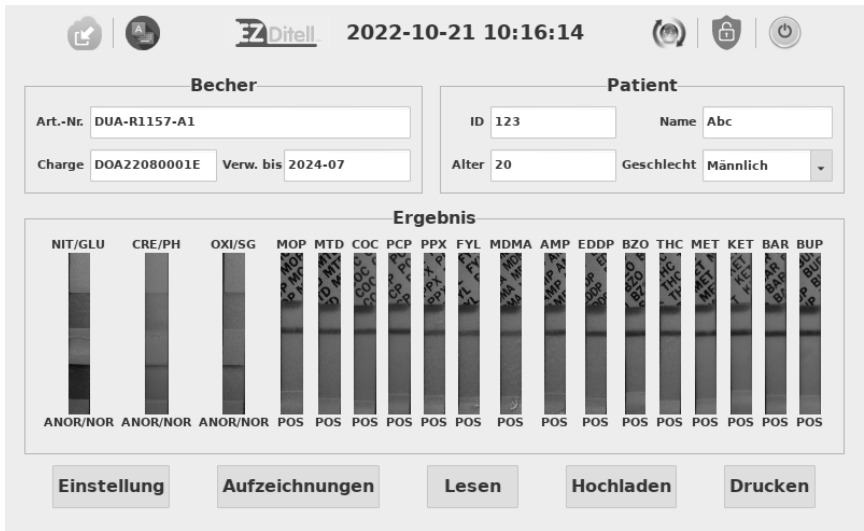 EZ Ditell 2022-10-21 10:16:14
Becher
Art.-Nr. DUA-R1157-A1
Charge DOA22080001E Verw. bis 2024-07
Patient
ID 123 Name Abc
Alter 20 Geschlecht Männlich
Ergebnis
NIT/GLU CRE/PH OXI/SG MOP MTD COC PCP PPX FYL MDMA AMP EDDP BZO THC MET KET BAR BUP
ANOR/NOR ANOR/NOR ANOR/NOR POS POS POS POS POS POS POS POS POS POS POS POS POS POS POS
Einstellung Aufzeichnungen Lesen Hochladen Drucken